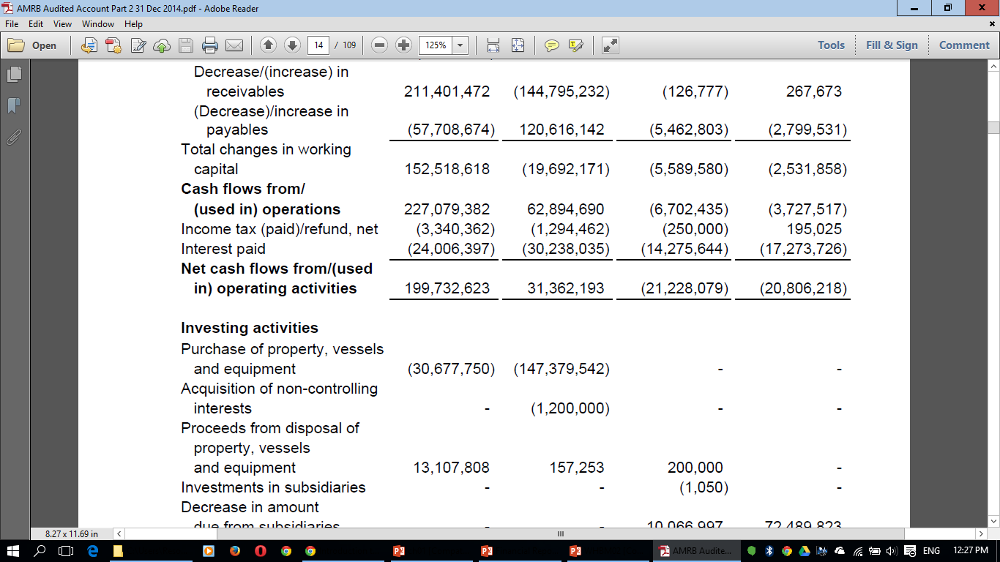 AMRB Audited Account Part 2 31 Dec 2014.pdf - Adobe Reader
File Edit View Window Help
Open 14 / 109 125% Tools Fill & Sign Comment
Decrease/(increase) in
receivables 211,401,472 (144,795,232) (126,777) 267,673
(Decrease)/increase in
payables (57,708,674) 120,616,142 (5,462,803) (2,799,531)
Total changes in working
capital 152,518,618 (19,692,171) (5,589,580) (2,531,858)
Cash flows from/
(used in) operations 227,079,382 62,894,690 (6,702,435) (3,727,517)
Income tax (paid)/refund, net (3,340,362) (1,294,462) (250,000) 195,025
Interest paid (24,006,397) (30,238,035) (14,275,644) (17,273,726)
Net cash flows from/(used
in) operating activities 199,732,623 31,362,193 (21,228,079) (20,806,218)
Investing activities
Purchase of property, vessels
and equipment (30,677,750) (147,379,542) - -
Acquisition of non-controlling
interests - (1,200,000) - -
Proceeds from disposal of
property, vessels
and equipment 13,107,808 157,253 200,000 -
Investments in subsidiaries - - (1,050) -
Decrease in amount
due from subsidiaries - - 10,066,997 72,489,823
8.27 x 11.69 in
AMRB Audite... ENG 12:27 PM